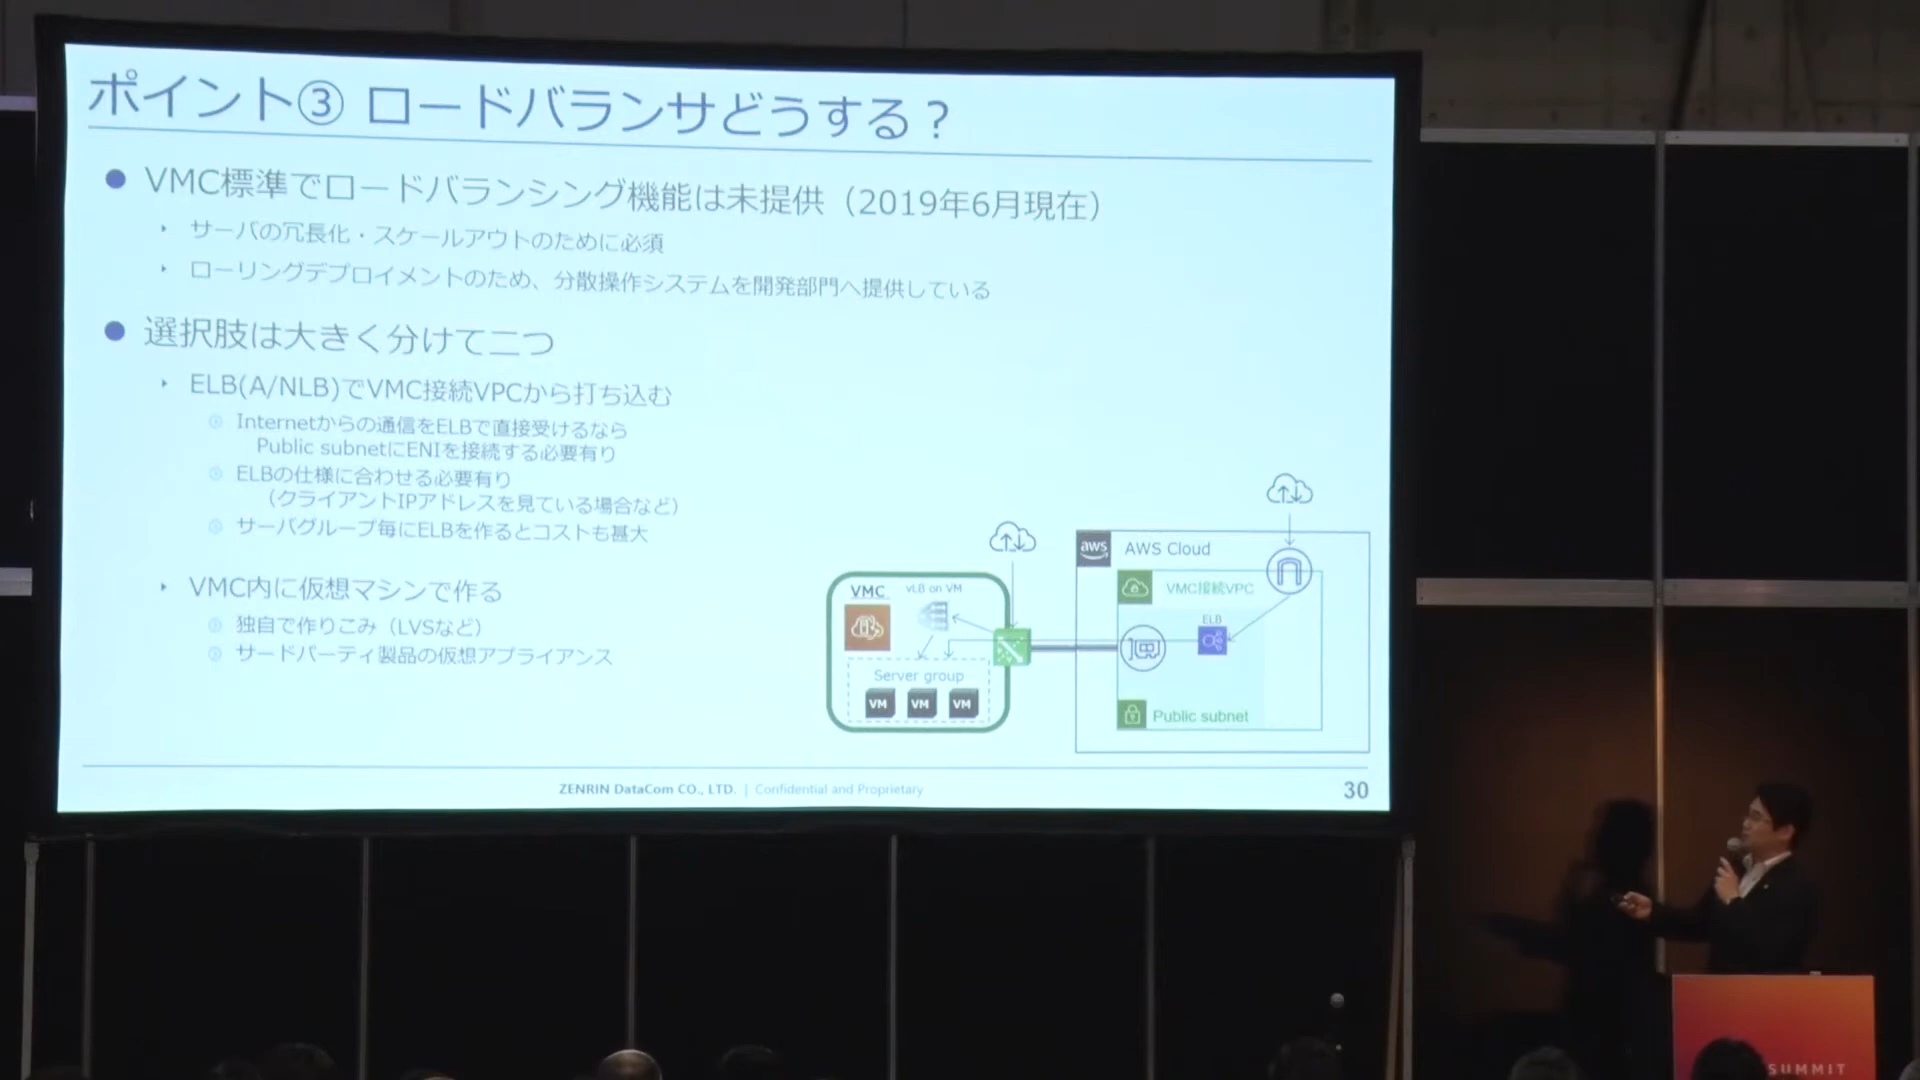 ポイント③ ロードバランサどうする？
VMC標準でロードバランシング機能は未提供（2019年6月現在）
サーバの冗長化・スケールアウトのために必須
ローリングデプロイメントのため、分散操作システムを開発部門へ提供している
選択肢は大きく分けて二つ
ELB(A/NLB)でVMC接続VPCから打ち込む
Internetからの通信をELBで直接受けるなら
Public subnetにENIを接続する必要有り
ELBの仕様に合わせる必要有り
（クライアントIPアドレスを見ている場合など）
サーバグループ毎にELBを作るとコストも甚大
VMC内に仮想マシンで作る
独自で作りこみ（LVSなど）
サードパーティ製品の仮想アプライアンス
VMC
vLB on VM
Server group
VM VM VM
aws
AWS Cloud
VMC接続VPC
ELB
Public subnet
ZENRIN DataCom CO., LTD. | Confidential and Proprietary
30
SUMMIT